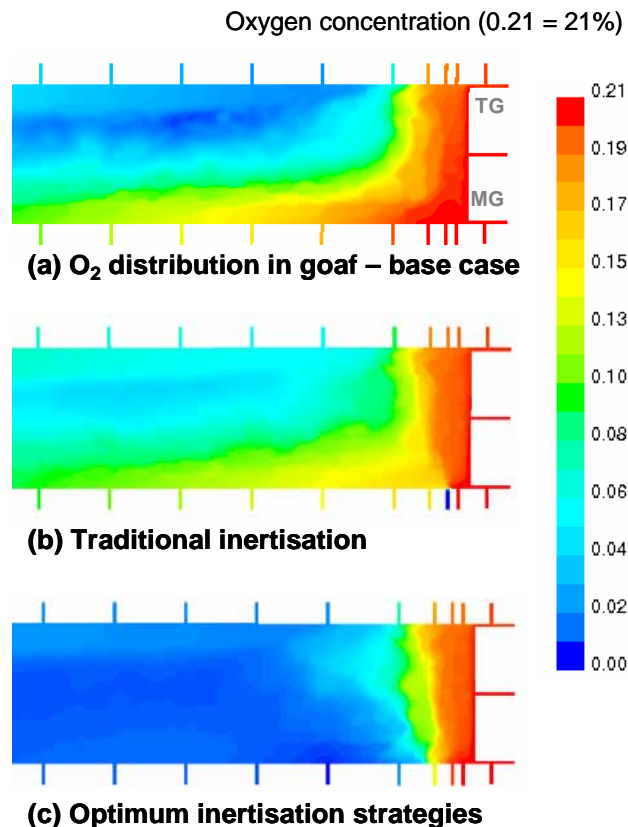 Oxygen concentration (0.21 = 21%)
TG
MG
(a) O₂ distribution in goaf – base case
(b) Traditional inertisation
(c) Optimum inertisation strategies
0.21
0.19
0.17
0.15
0.13
0.10
0.08
0.06
0.04
0.02
0.00